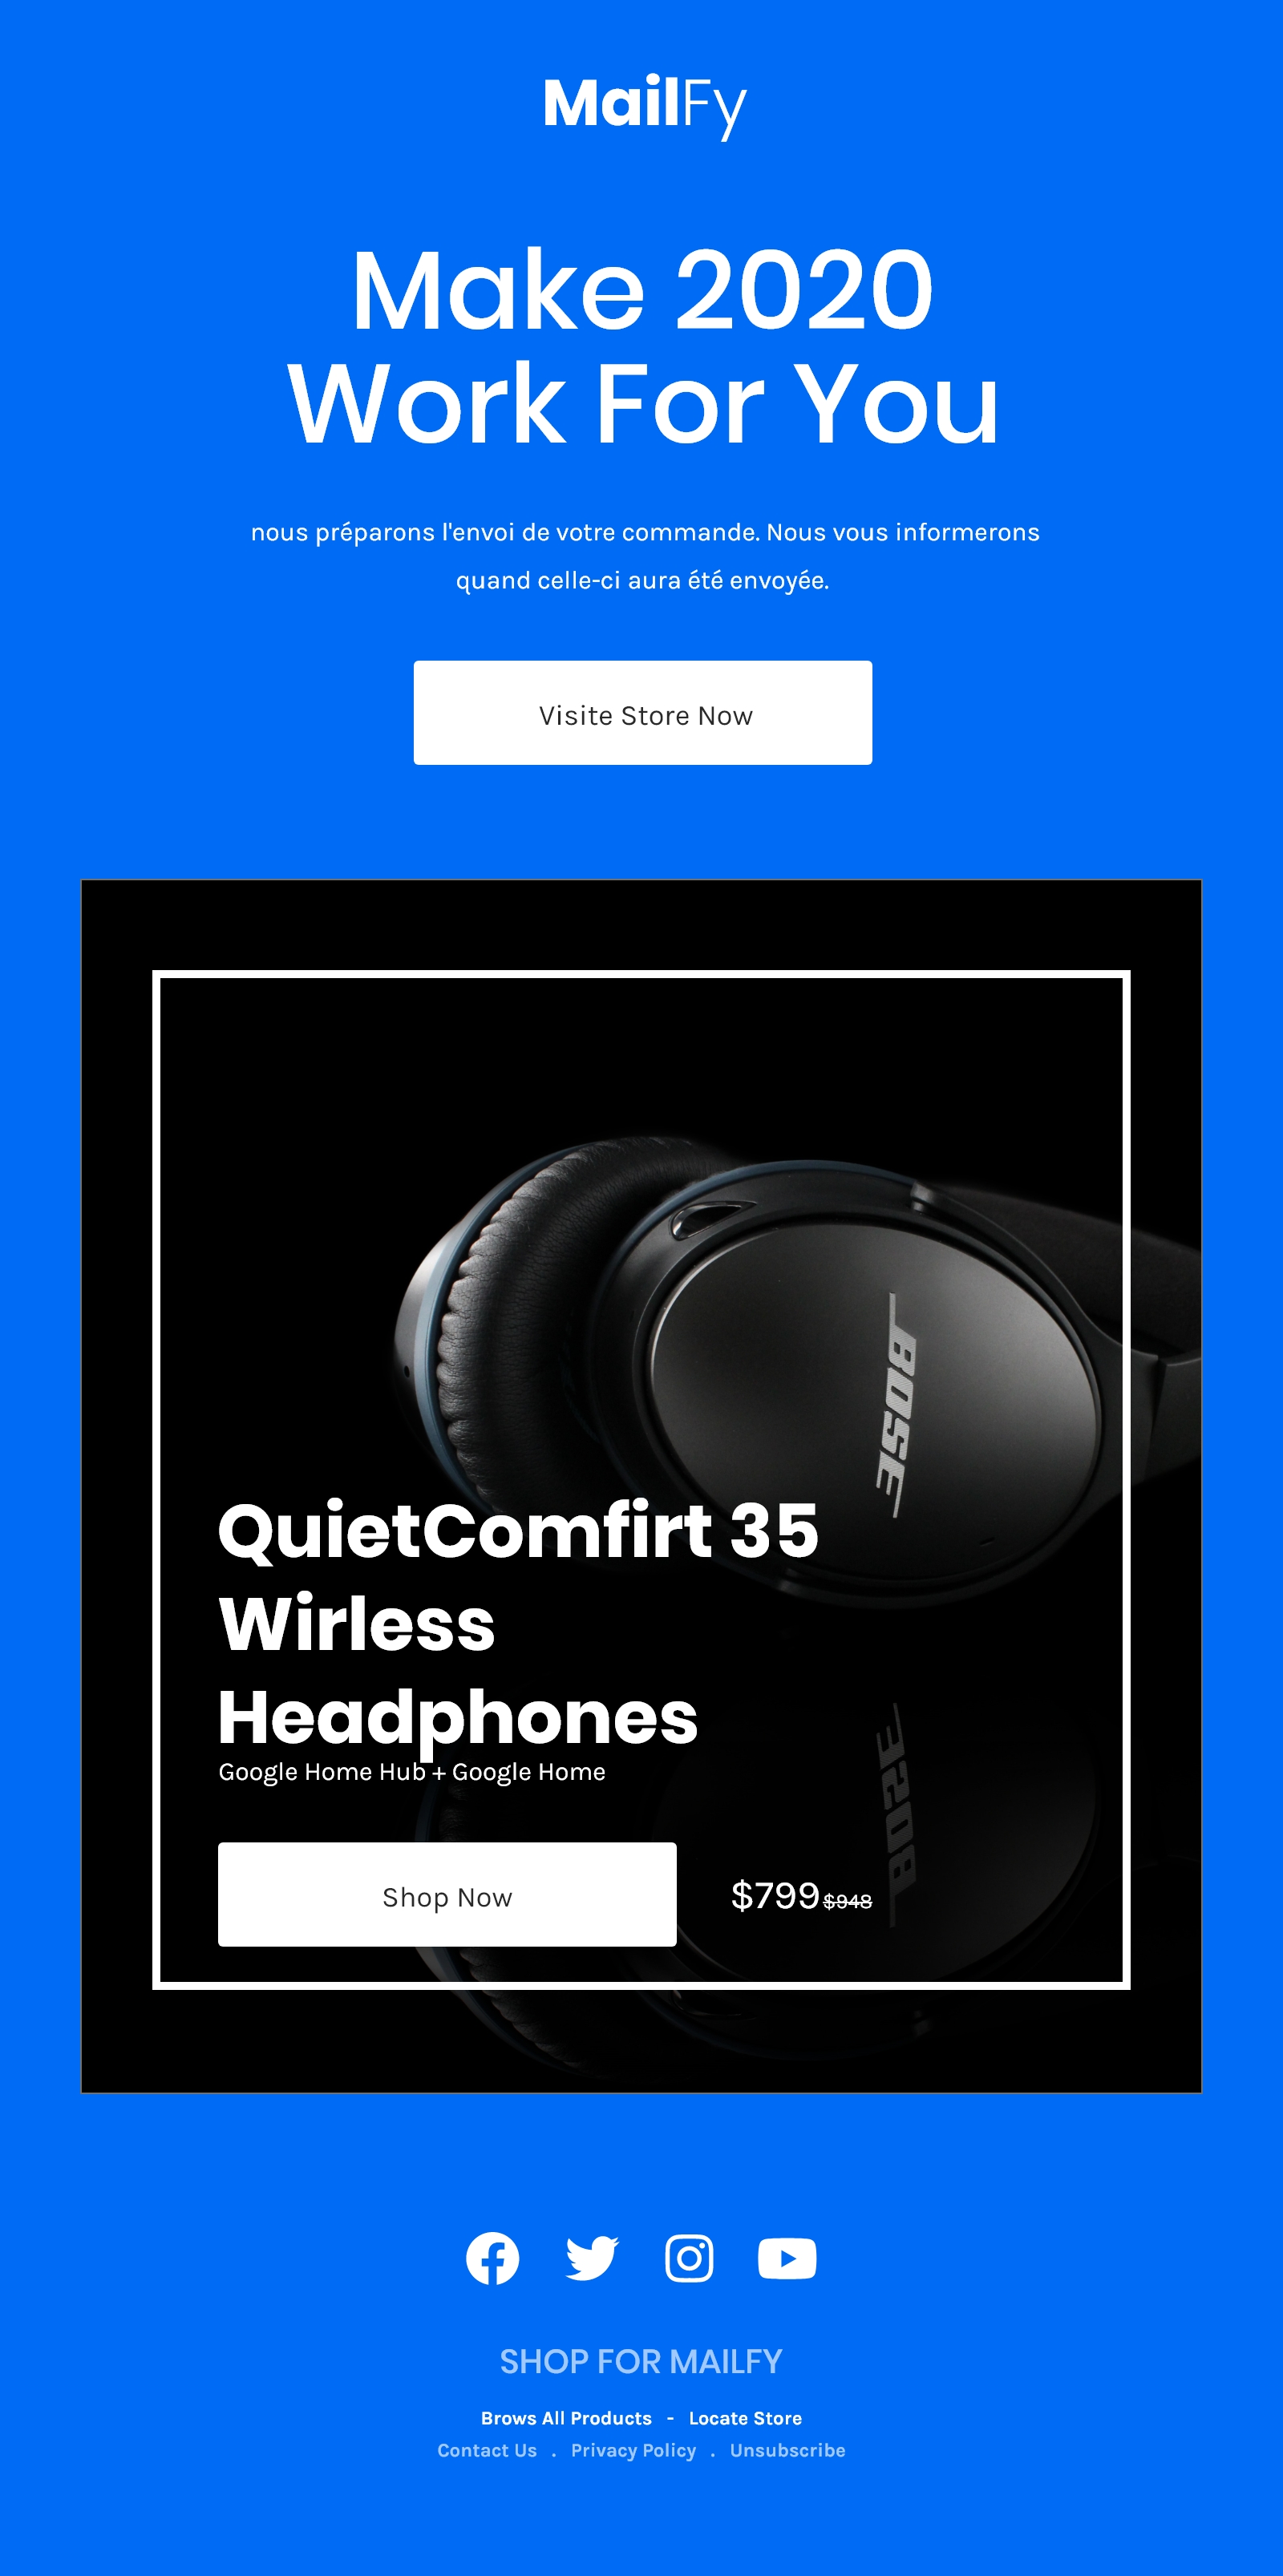 MailFy
Make 2020
Work For You
nous préparons l'envoi de votre commande. Nous vous informerons
quand celle-ci aura été envoyée.
Visite Store Now
BOSE
QuietComfirt 35
Wirless
Headphones
Google Home Hub + Google Home
BOSE
Shop Now
$799 $948
SHOP FOR MAILFY
Brows All Products - Locate Store
Contact Us . Privacy Policy . Unsubscribe